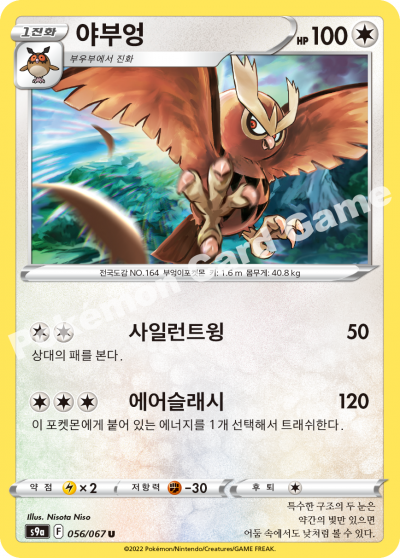 1진화
야부엉
HP 100
부우부에서 진화
전국도감 NO.164 부엉이포켓몬 키: 1.6 m 몸무게: 40.8 kg
사일런트윙 50
상대의 패를 본다.
에어슬래시 120
이 포켓몬에게 붙어 있는 에너지를 1개 선택해서 트래쉬한다.
약점 ×2 저항력 -30 후퇴
Illus. Nisota Niso
s9a F 056/067 U
특수한 구조의 두 눈은
약간의 빛만 있으면
어둠 속에서도 낮처럼 볼 수 있다.
©2022 Pokémon/Nintendo/Creatures/GAME FREAK.
Pokémon Card Game